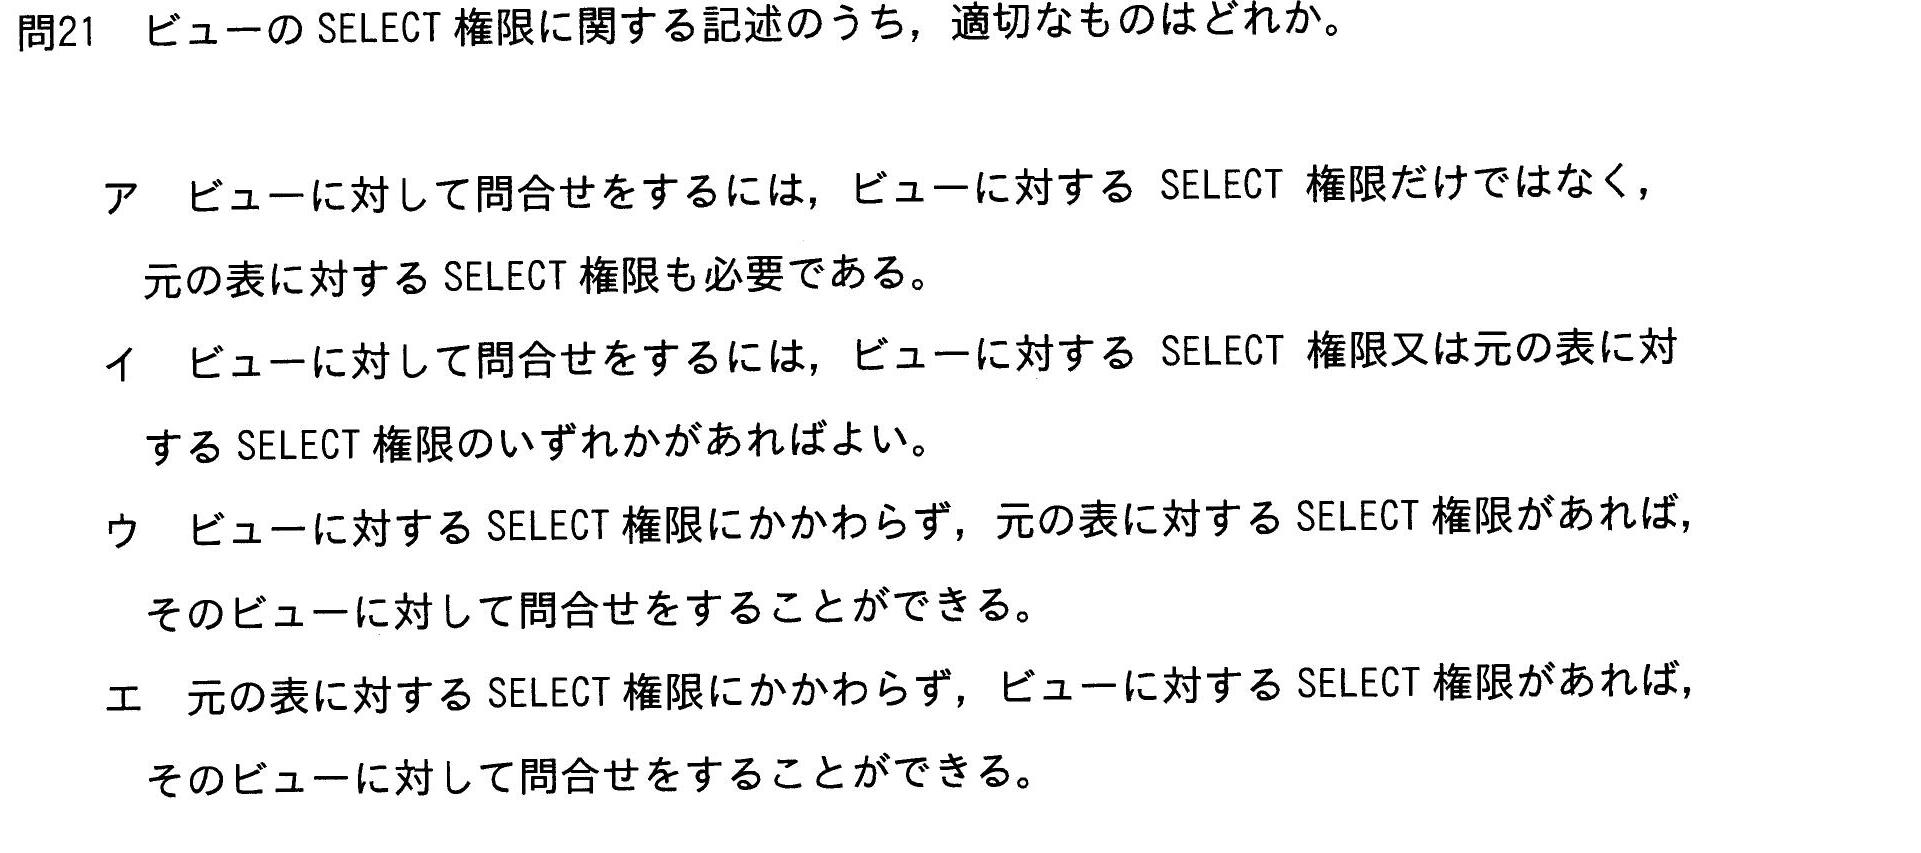 問21　ビューの SELECT 権限に関する記述のうち，適切なものはどれか。
ア　ビューに対して問合せをするには，ビューに対する SELECT 権限だけではなく，
元の表に対する SELECT 権限も必要である。
イ　ビューに対して問合せをするには，ビューに対する SELECT 権限又は元の表に対
する SELECT 権限のいずれかがあればよい。
ウ　ビューに対する SELECT 権限にかかわらず，元の表に対する SELECT 権限があれば，
そのビューに対して問合せをすることができる。
エ　元の表に対する SELECT 権限にかかわらず，ビューに対する SELECT 権限があれば，
そのビューに対して問合せをすることができる。